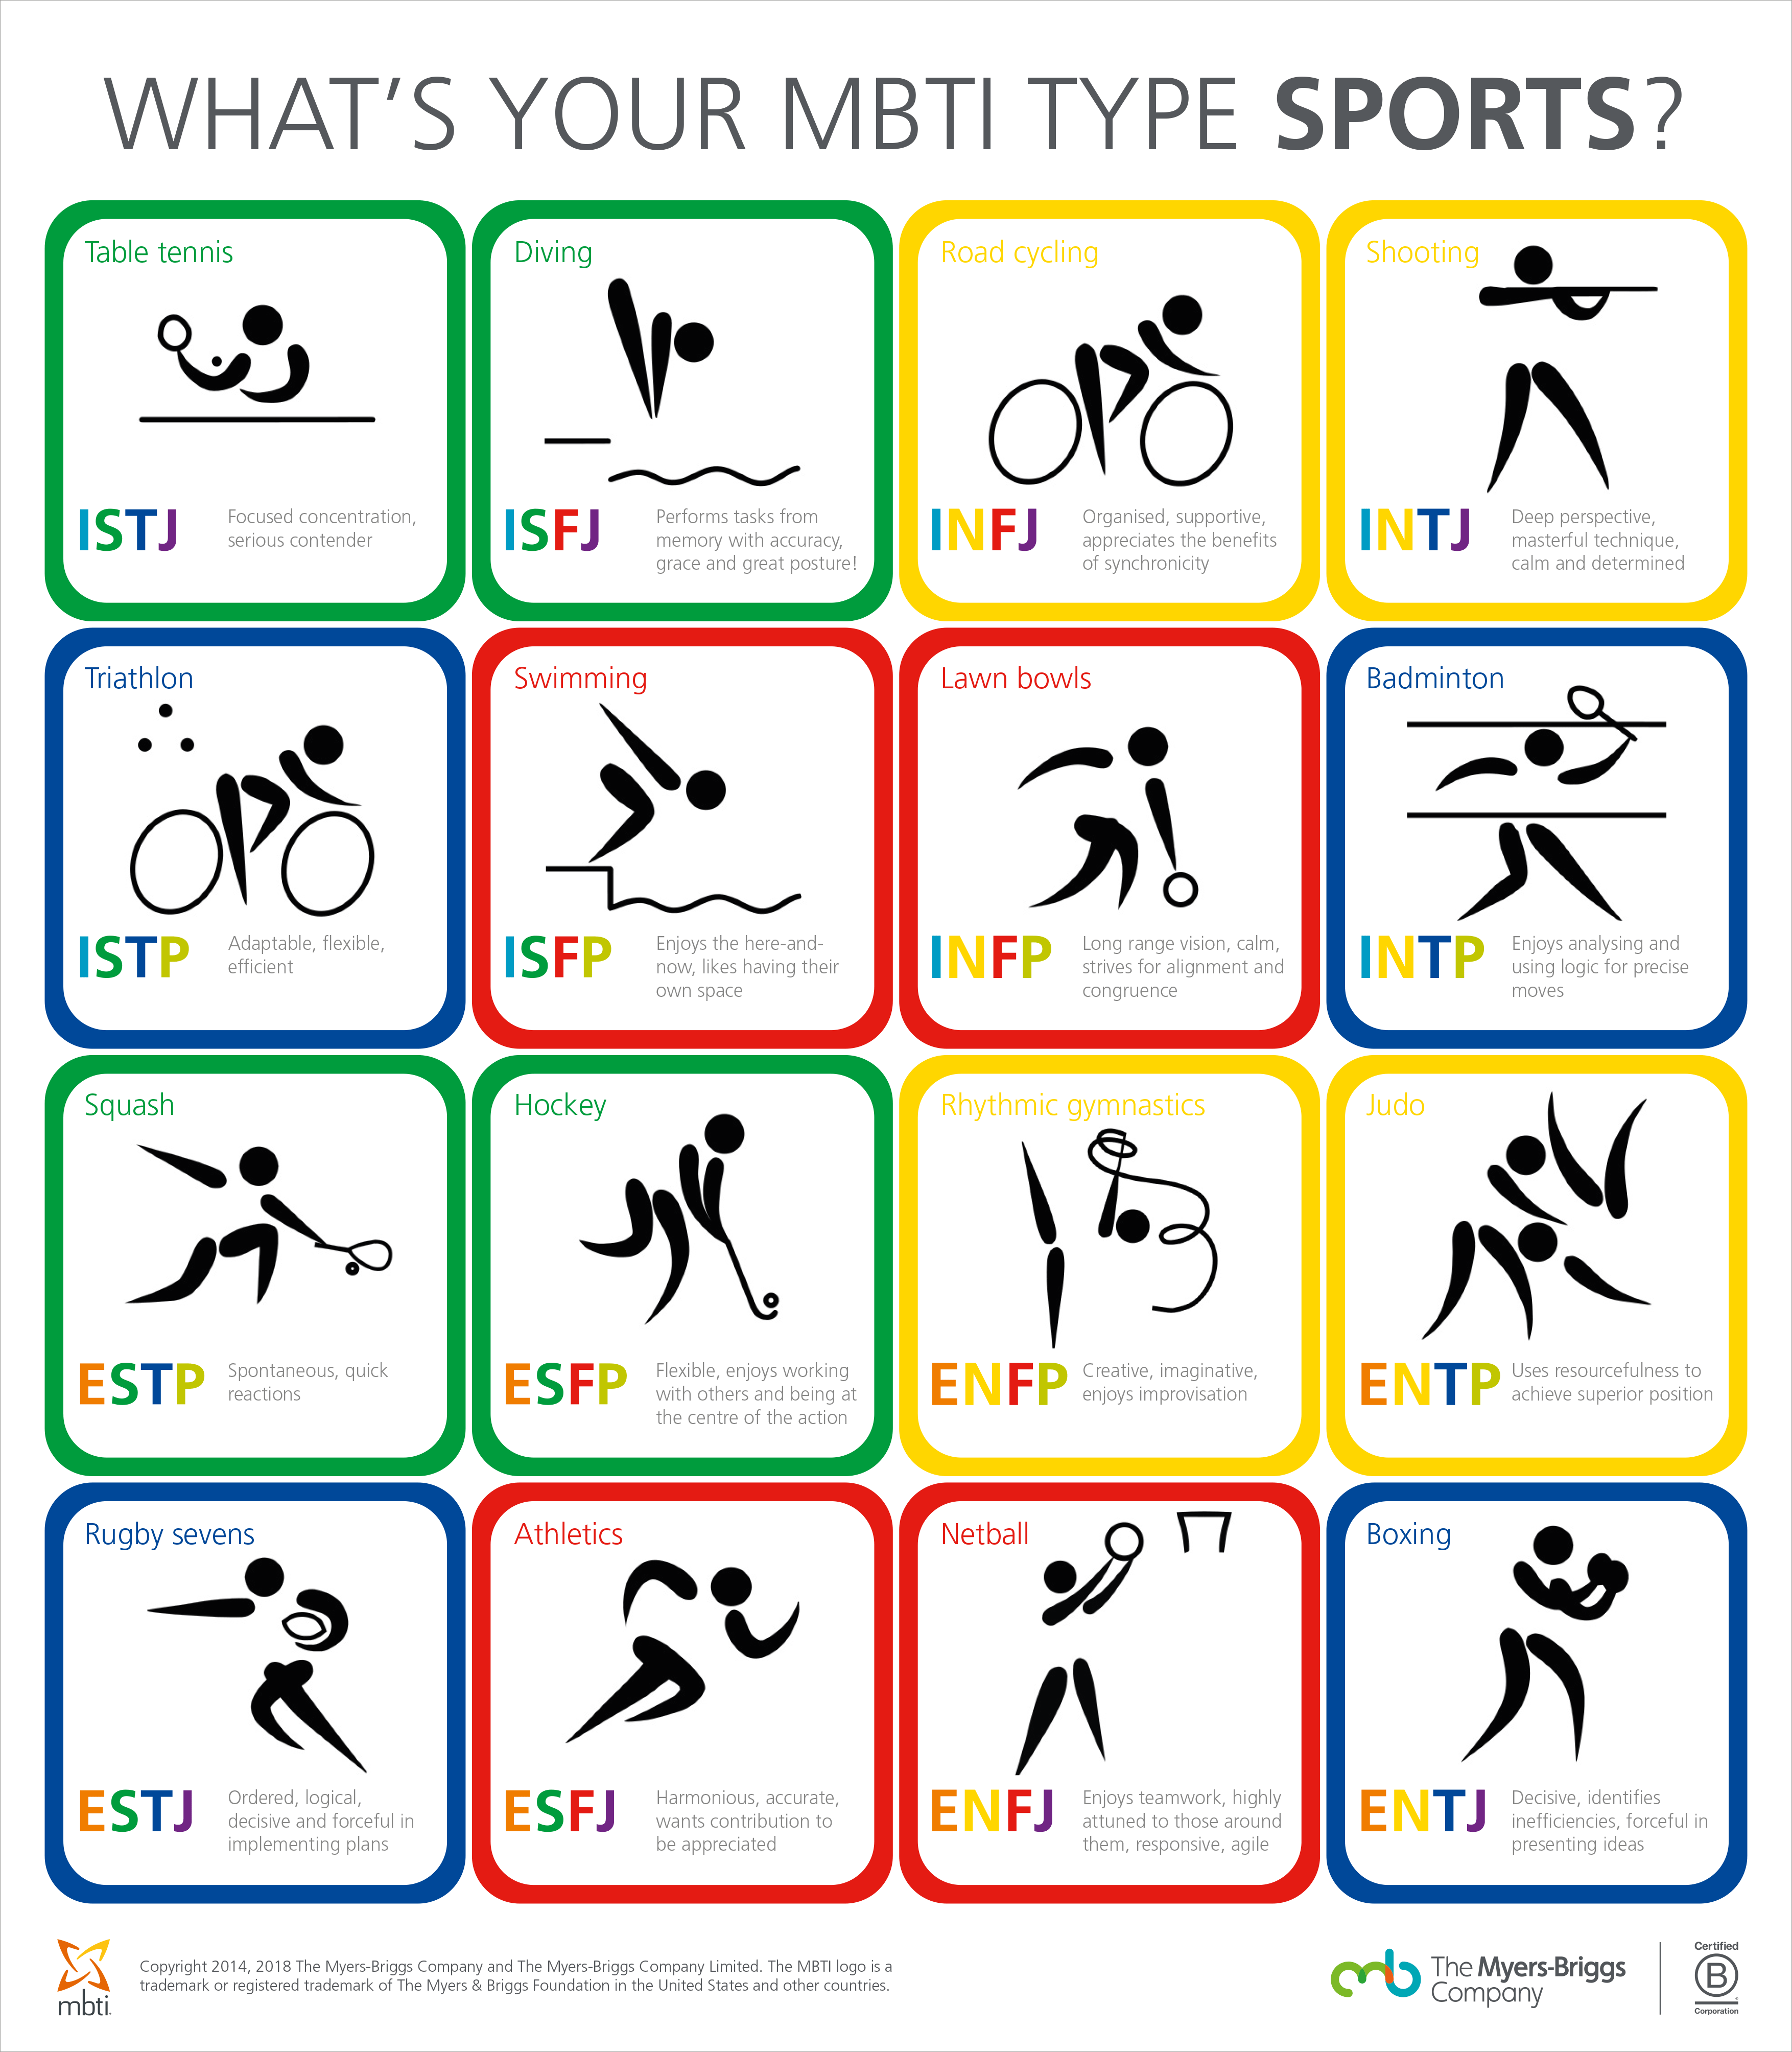 WHAT'S YOUR MBTI TYPE SPORTS?
Table tennis
ISTJ
Focused concentration,
serious contender
Diving
ISFJ
Performs tasks from
memory with accuracy,
grace and great posture!
Road cycling
INFJ
Organised, supportive,
appreciates the benefits
of synchronicity
Shooting
INTJ
Deep perspective,
masterful technique,
calm and determined
Triathlon
ISTP
Adaptable, flexible,
efficient
Swimming
ISFP
Enjoys the here-and-
now, likes having their
own space
Lawn bowls
INFP
Long range vision, calm,
strives for alignment and
congruence
Badminton
INTP
Enjoys analysing and
using logic for precise
moves
Squash
ESTP
Spontaneous, quick
reactions
Hockey
ESFP
Flexible, enjoys working
with others and being at
the centre of the action
Rhythmic gymnastics
ENFP
Creative, imaginative,
enjoys improvisation
Judo
ENTP
Uses resourcefulness to
achieve superior position
Rugby sevens
ESTJ
Ordered, logical,
decisive and forceful in
implementing plans
Athletics
ESFJ
Harmonious, accurate,
wants contribution to
be appreciated
Netball
ENFJ
Enjoys teamwork, highly
attuned to those around
them, responsive, agile
Boxing
ENTJ
Decisive, identifies
inefficiencies, forceful in
presenting ideas
mbti.
Copyright 2014, 2018 The Myers-Briggs Company and The Myers-Briggs Company Limited. The MBTI logo is a
trademark or registered trademark of The Myers & Briggs Foundation in the United States and other countries.
mb
The Myers-Briggs
Company
Certified
B
Corporation